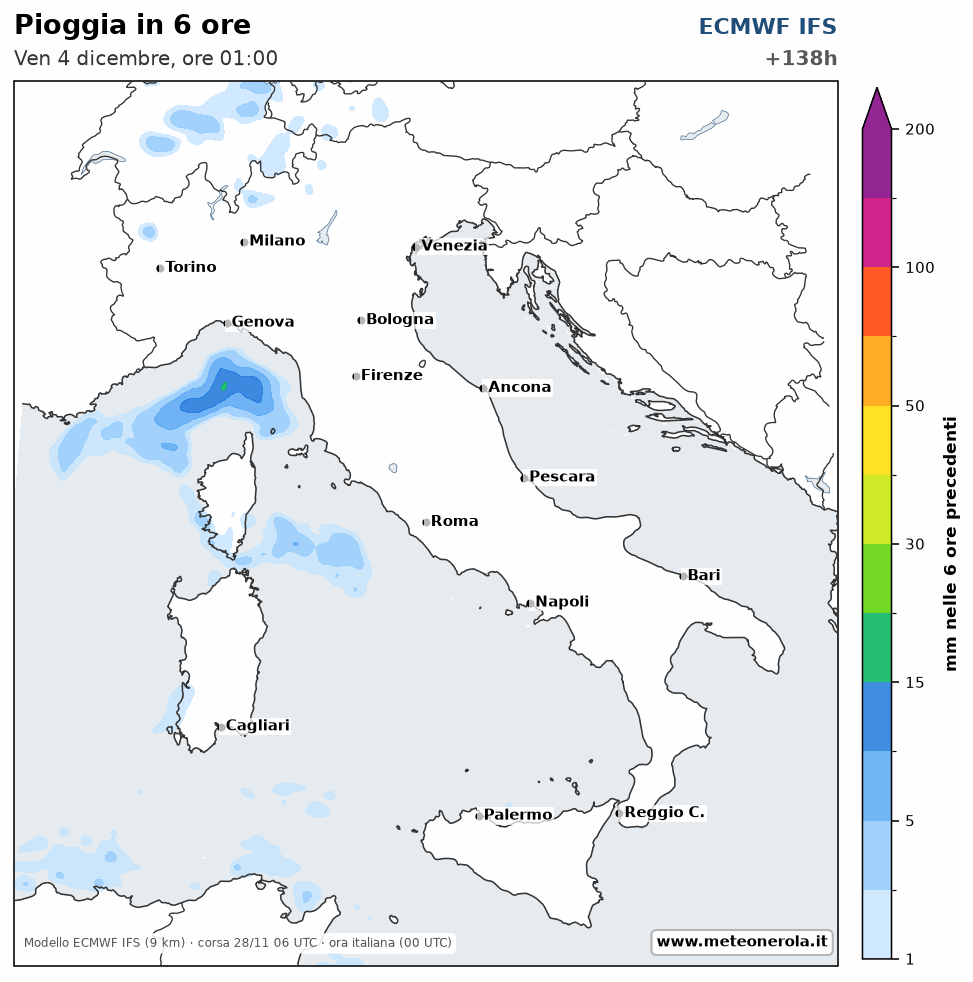 Pioggia in 6 ore
ECMWF IFS
Ven 4 dicembre, ore 01:00
+138h
200
100
50
30
15
5
1
mm nelle 6 ore precedenti
Milano
Venezia
Torino
Genova
Bologna
Firenze
Ancona
Pescara
Roma
Bari
Napoli
Cagliari
Palermo
Reggio C.
Modello ECMWF IFS (9 km) · corsa 28/11 06 UTC · ora italiana (00 UTC)
www.meteonerola.it